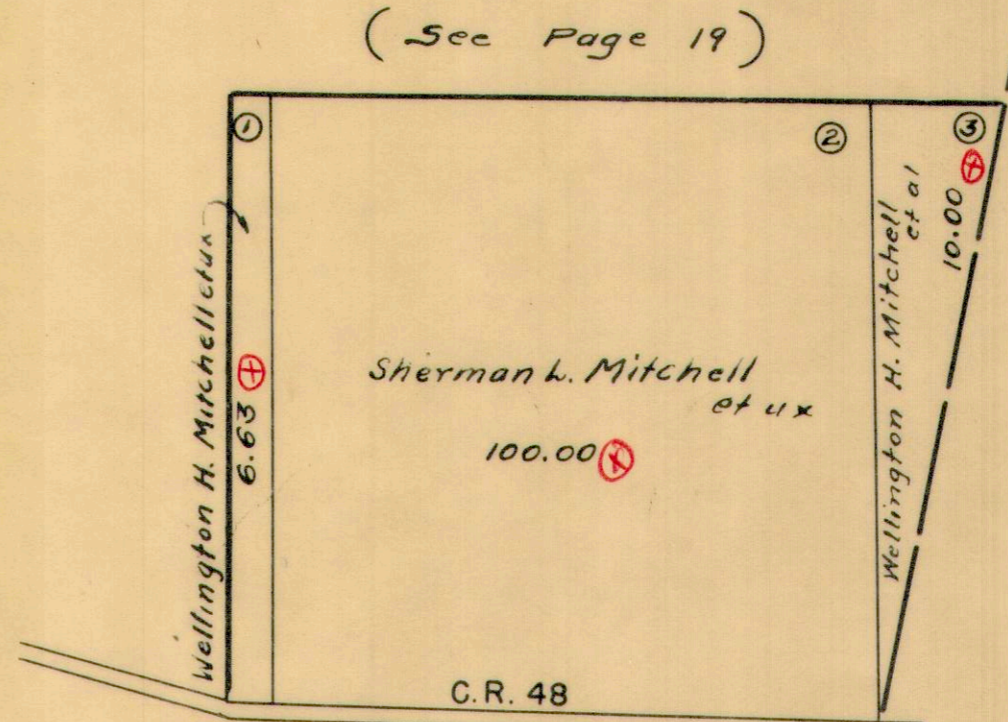 ( See Page 19 )
①
②
③
Wellington H. Mitchell et ux
6.63
Sherman L. Mitchell
et ux
100.00
Wellington H. Mitchell
et al
10.00
C.R. 48